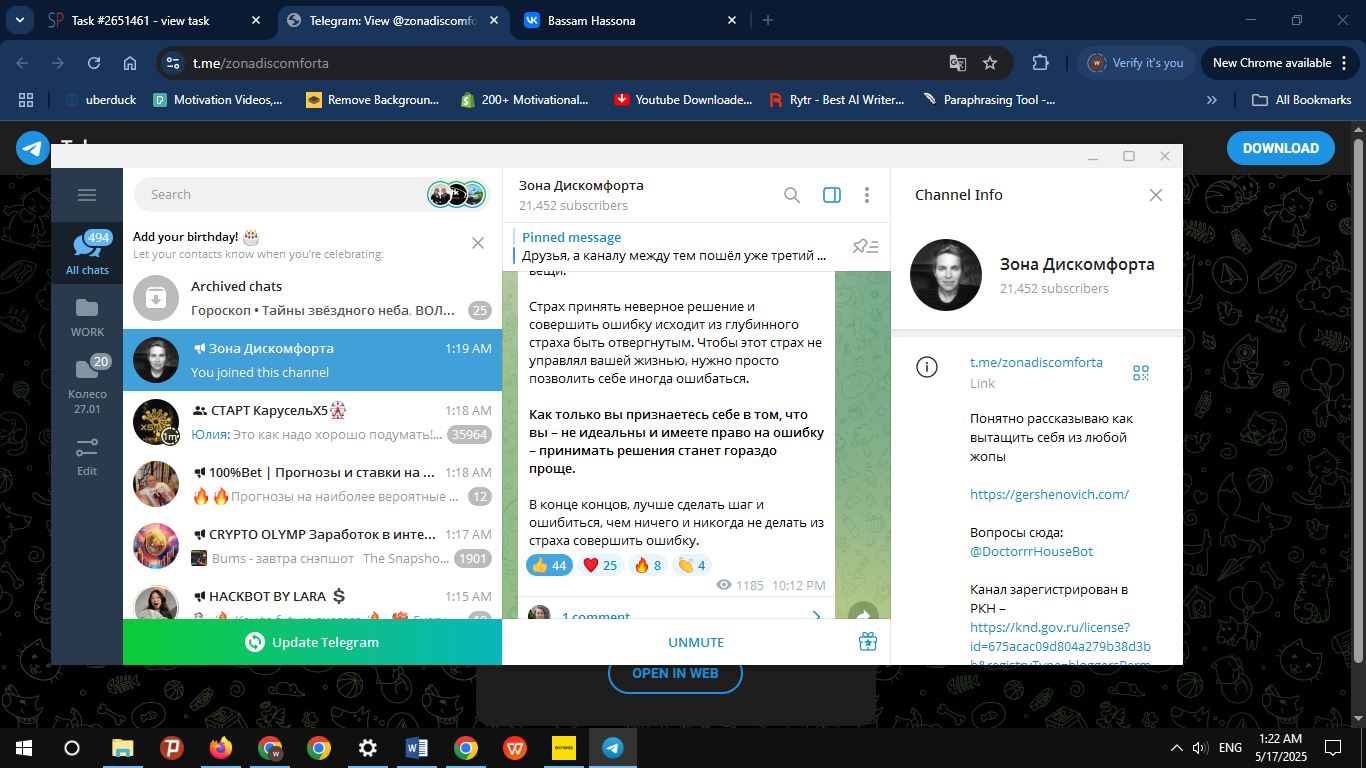 Task #2651461 - view task
Telegram: View @zonadiscomfo
Bassam Hassona
t.me/zonadiscomforta
Verify it's you
New Chrome available
uberduck
Motivation Videos,...
Remove Backgroun...
200+ Motivational...
Youtube Downloade...
Rytr - Best AI Writer...
Paraphrasing Tool -...
All Bookmarks
DOWNLOAD
Search
494
All chats
WORK
20
Колесо
27.01
Edit
Add your birthday! 🎂
Let your contacts know when you're celebrating.
Archived chats
Гороскоп • Тайны звёздного неба, ВОЛ...
25
Зона Дискомфорта
1:19 AM
You joined this channel
СТАРТ КарусельХ5🎡
1:18 AM
Юлия: Это как надо хорошо подумать!...
35964
1m
100%Bet | Прогнозы и ставки на ...
1:18 AM
🔥🔥Прогнозы на наиболее вероятные ...
12
CRYPTO OLYMP Заработок в инте...
1:17 AM
Bums - завтра снэпшот The Snapsho...
1901
HACKBOT BY LARA $
1:15 AM
Update Telegram
Зона Дискомфорта
21,452 subscribers
Pinned message
Друзья, а каналу между тем пошёл уже третий ...
вещи.
Страх принять неверное решение и
совершить ошибку исходит из глубинного
страха быть отвергнутым. Чтобы этот страх не
управлял вашей жизнью, нужно просто
позволить себе иногда ошибаться.
Как только вы признаетесь себе в том, что
вы – не идеальны и имеете право на ошибку
– принимать решения станет гораздо
проще.
В конце концов, лучше сделать шаг и
ошибиться, чем ничего и никогда не делать из
страха совершить ошибку.
👍 44 ❤️ 25 🔥 8 👏 4
1185 10:12 PM
1 comment
UNMUTE
Channel Info
Зона Дискомфорта
21,452 subscribers
t.me/zonadiscomforta
Link
Понятно рассказываю как
вытащить себя из любой
жопы
https://gershenovich.com/
Вопросы сюда:
@DoctorrrHouseBot
Канал зарегистрирован в
РКН –
https://knd.gov.ru/license?
id=675acac09d804a279b38d3b
b&registryType=bloggersPerm
OPEN IN WEB
exness
ENG
1:22 AM
5/17/2025